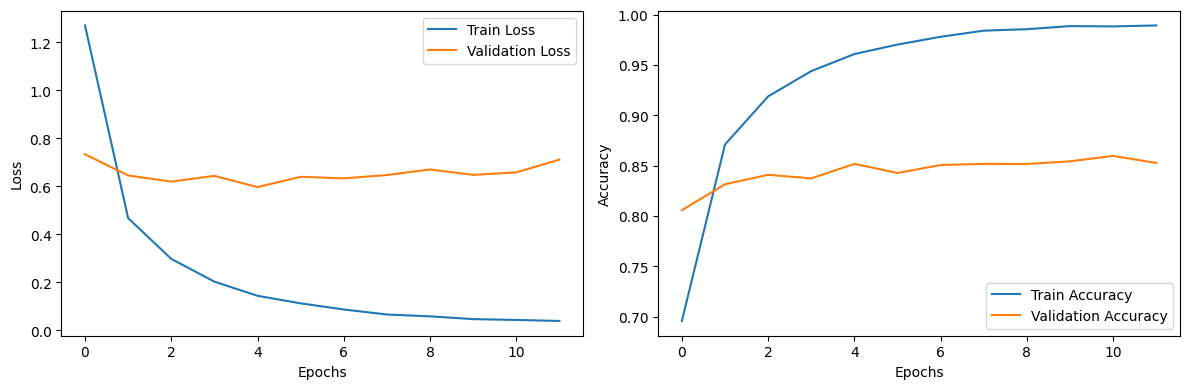 Train Loss
Validation Loss
Loss
1.2
1.0
0.8
0.6
0.4
0.2
0.0
0 2 4 6 8 10
Epochs
Accuracy
1.00
0.95
0.90
0.85
0.80
0.75
0.70
Train Accuracy
Validation Accuracy
0 2 4 6 8 10
Epochs